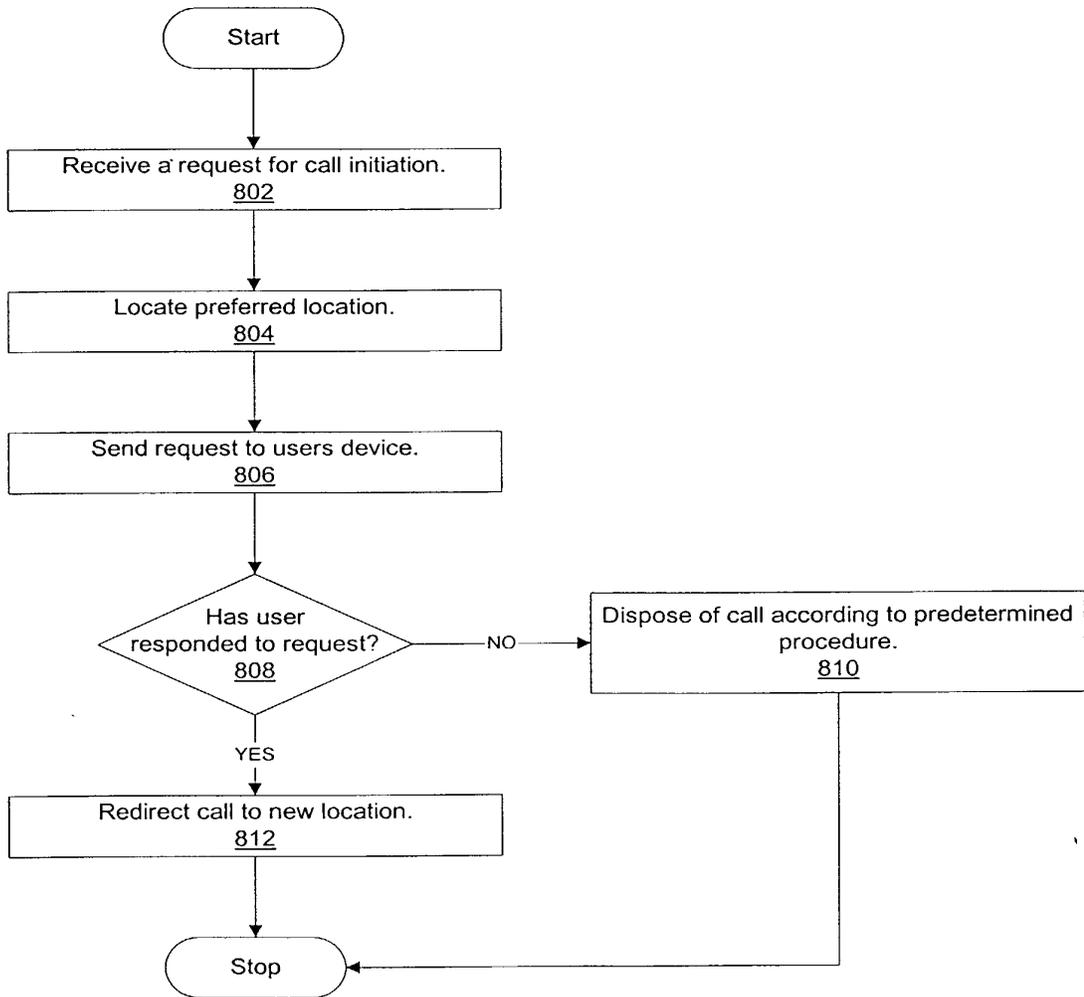 Start
Receive a request for call initiation.
802
Locate preferred location.
804
Send request to users device.
806
Has user
responded to request?
808
NO
Dispose of call according to predetermined
procedure.
810
YES
Redirect call to new location.
812
Stop